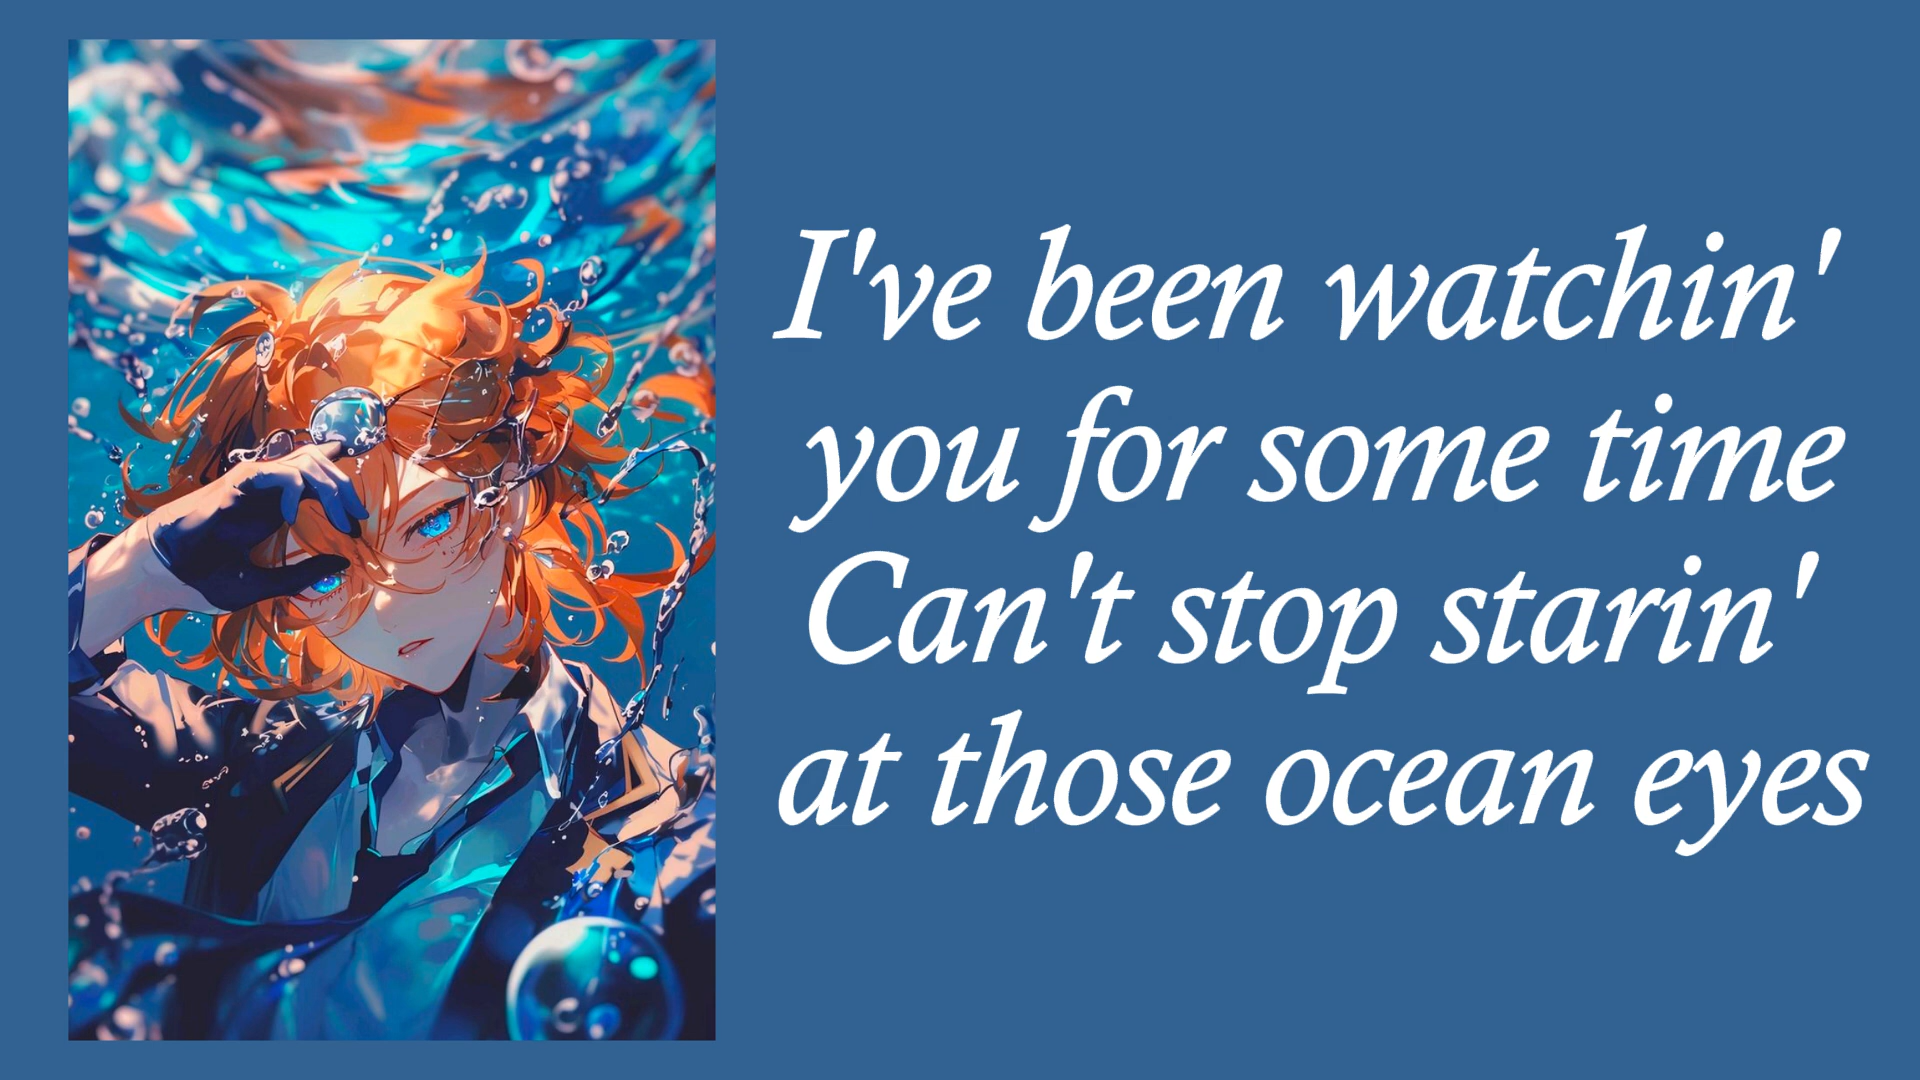 I've been watchin'
you for some time
Can't stop starin'
at those ocean eyes